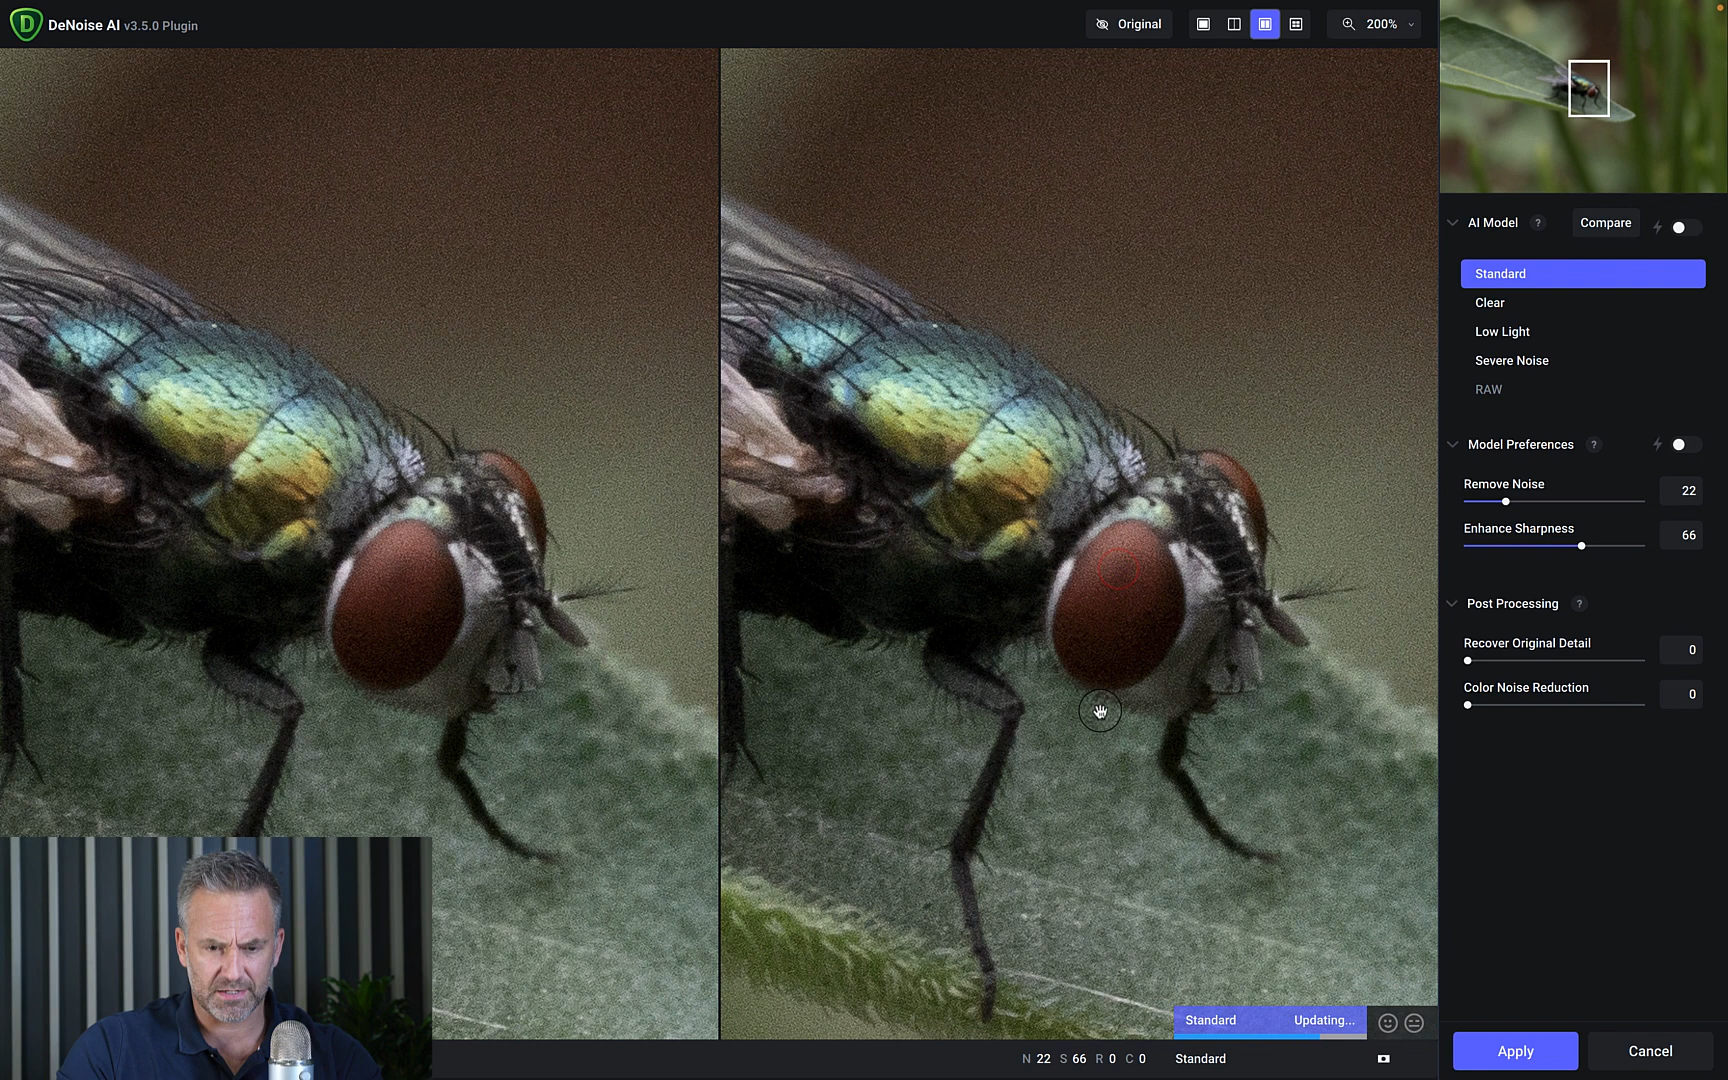 D DeNoise AI v3.5.0 Plugin
Original
200%
AI Model ? Compare
Standard
Clear
Low Light
Severe Noise
RAW
Model Preferences ?
Remove Noise
22
Enhance Sharpness
66
Post Processing ?
Recover Original Detail
0
Color Noise Reduction
0
Standard Updating...
N 22 S 66 R 0 C 0 Standard
Apply Cancel